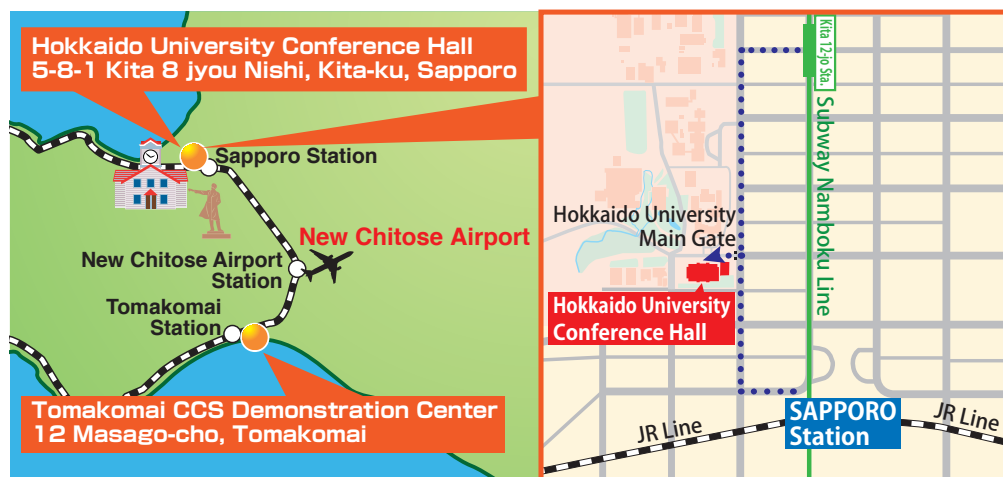 Hokkaido University Conference Hall
5-8-1 Kita 8 jyou Nishi, Kita-ku, Sapporo
Sapporo Station
New Chitose Airport
New Chitose Airport
Station
Tomakomai
Station
Tomakomai CCS Demonstration Center
12 Masago-cho, Tomakomai
Kita 12-jo Sta.
Subway Namboku Line
Hokkaido University
Main Gate
Hokkaido University
Conference Hall
SAPPORO
Station
JR Line
JR Line